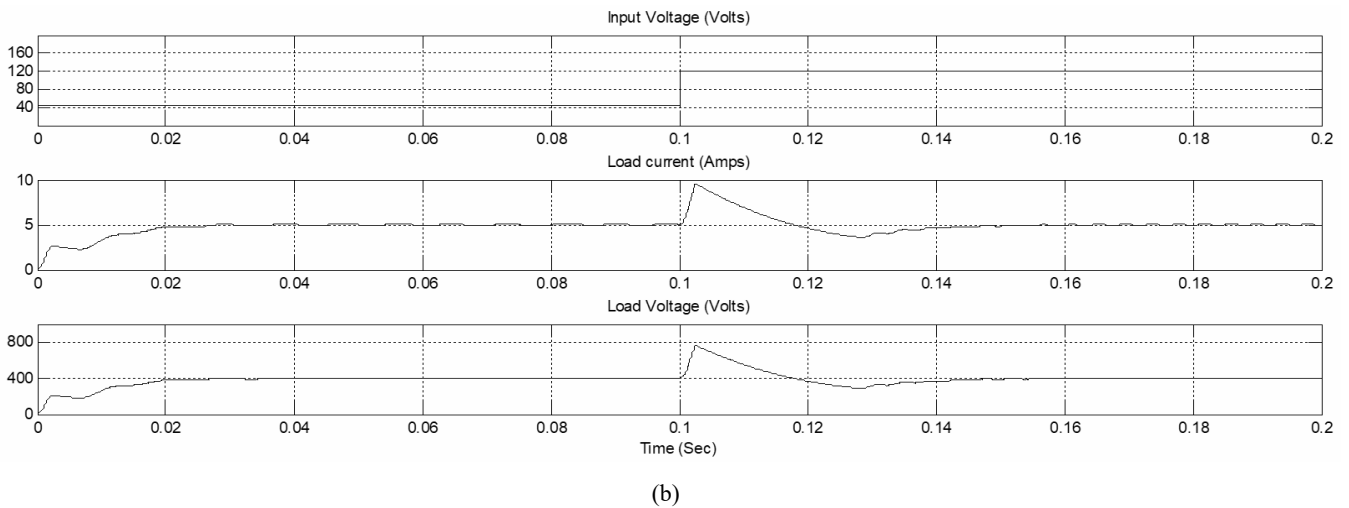 Input Voltage (Volts)
160
120
80
40
0 0.02 0.04 0.06 0.08 0.1 0.12 0.14 0.16 0.18 0.2
Load current (Amps)
10
5
0
0 0.02 0.04 0.06 0.08 0.1 0.12 0.14 0.16 0.18 0.2
Load Voltage (Volts)
800
400
0
0 0.02 0.04 0.06 0.08 0.1 0.12 0.14 0.16 0.18 0.2
Time (Sec)
(b)